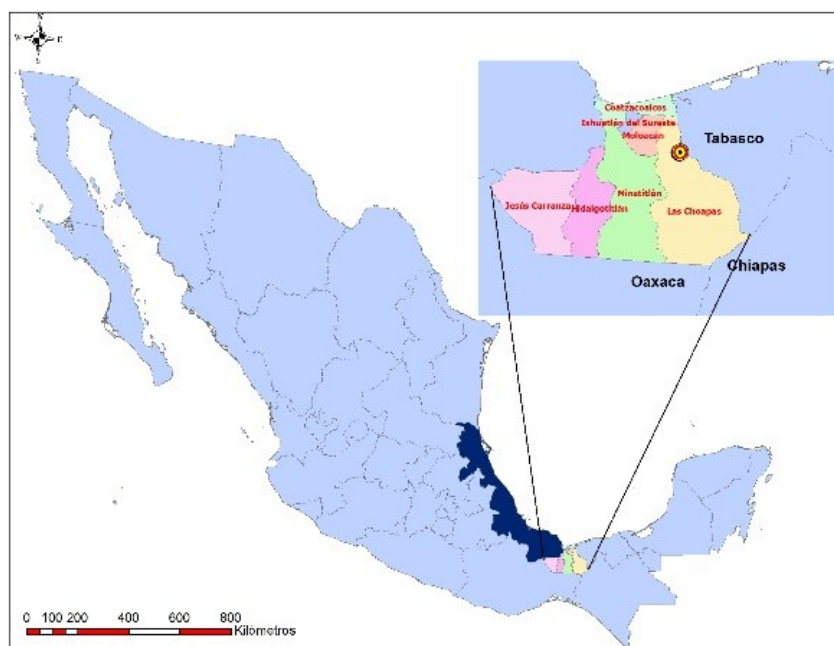 N
W E
S
Coatzacoalcos
Ixhuatlán del Sureste
Moloacán
Tabasco
Minatitlán
Jesús Carranza
Hidalgotitlán
Las Choapas
Chiapas
Oaxaca
0 100 200 400 600 800
Kilómetros